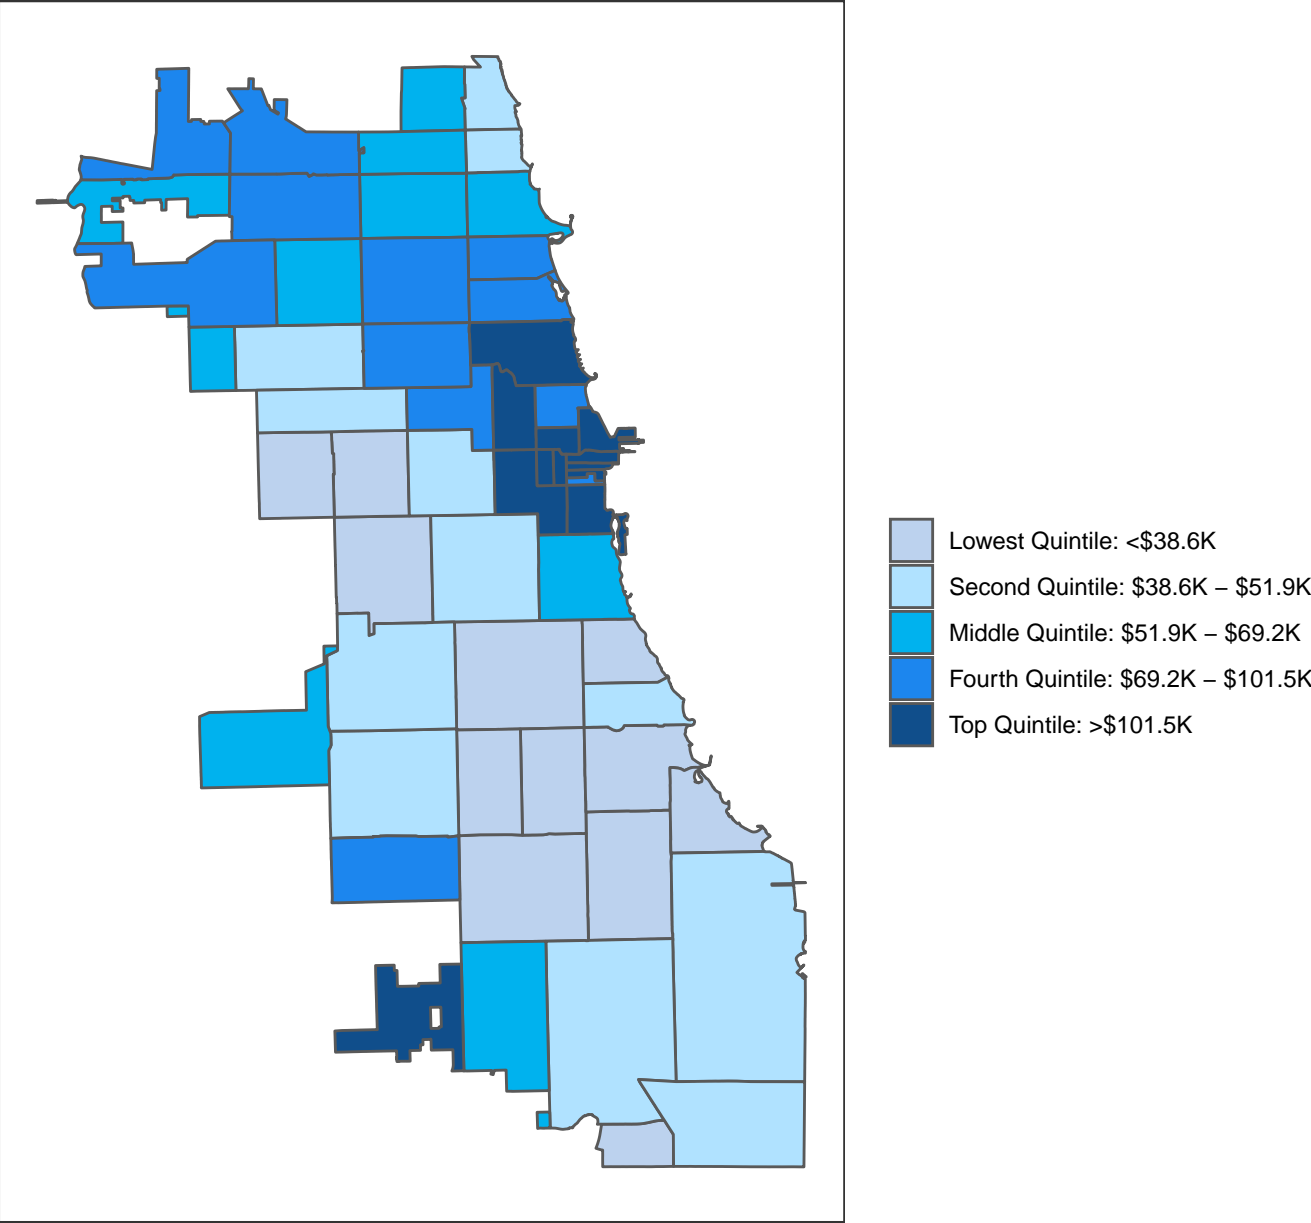 Lowest Quintile: <$38.6K
Second Quintile: $38.6K – $51.9K
Middle Quintile: $51.9K – $69.2K
Fourth Quintile: $69.2K – $101.5K
Top Quintile: >$101.5K